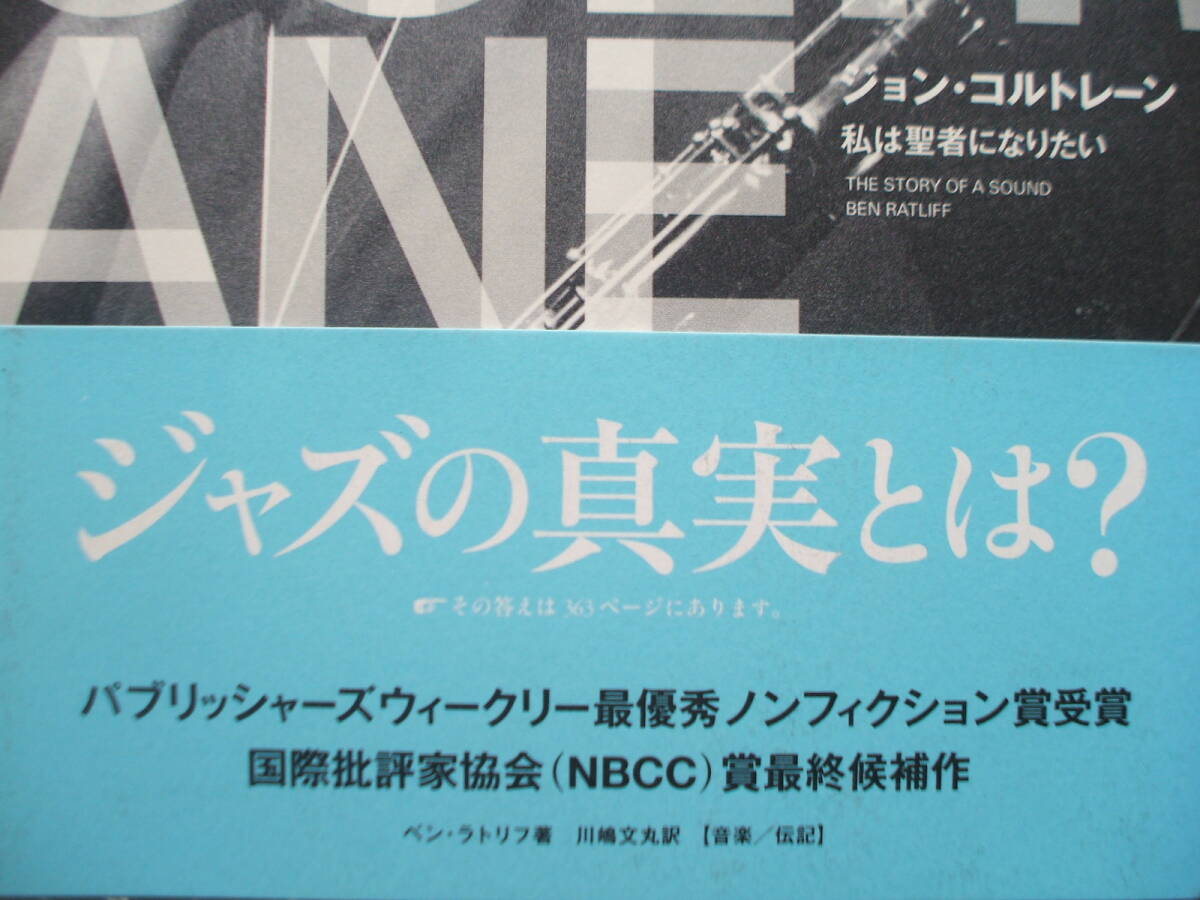 ANE
ジョン・コルトレーン
私は聖者になりたい
THE STORY OF A SOUND
BEN RATLIFF
ジャズの真実とは?
☛その答えは363ページにあります。
パブリッシャーズウィークリー最優秀ノンフィクション賞受賞
国際批評家協会(NBCC)賞最終候補作
ベン・ラトリフ著 川嶋文丸訳 【音楽/伝記】